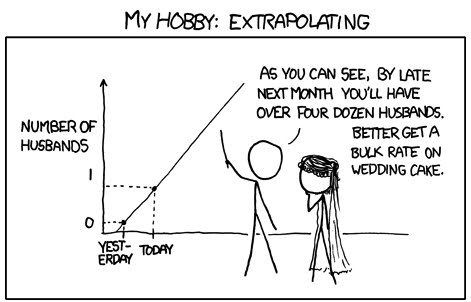 MY HOBBY: EXTRAPOLATING
AS YOU CAN SEE, BY LATE
NEXT MONTH YOU'LL HAVE
OVER FOUR DOZEN HUSBANDS.
BETTER GET A
BULK RATE ON
WEDDING CAKE.
NUMBER OF
HUSBANDS
1
0
YEST-
ERDAY
TODAY